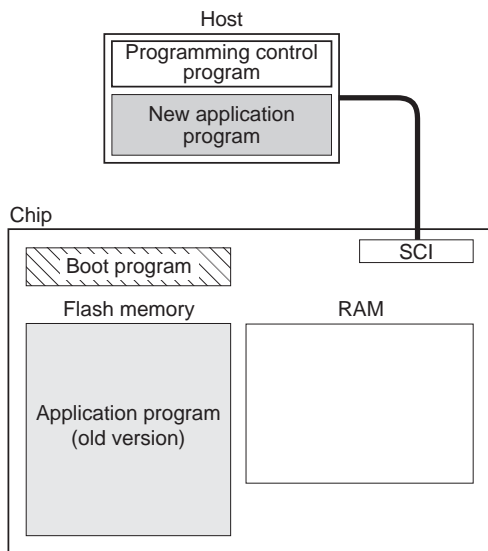 Host
Programming control
program
New application
program
Chip
SCI
Boot program
Flash memory
RAM
Application program
(old version)